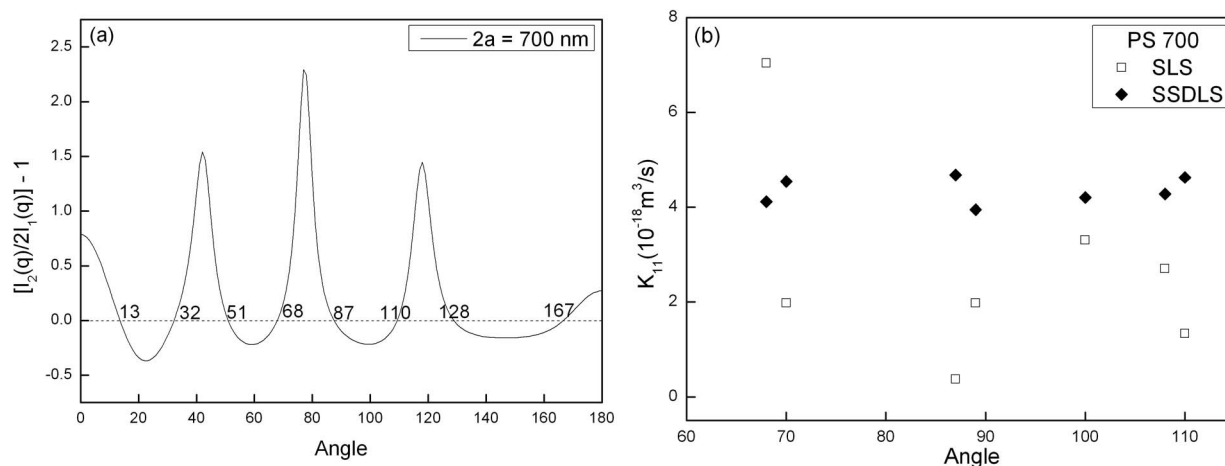 (a)
2a = 700 nm
2.5
2.0
1.5
1.0
0.5
0.0
-0.5
[I₂(q)/2I₁(q)] - 1
13 32 51 68 87 110 128 167
0 20 40 60 80 100 120 140 160 180
Angle
(b)
PS 700
SLS
SSDLS
8
6
4
2
0
K₁₁(10⁻¹⁸m³/s)
60 70 80 90 100 110
Angle